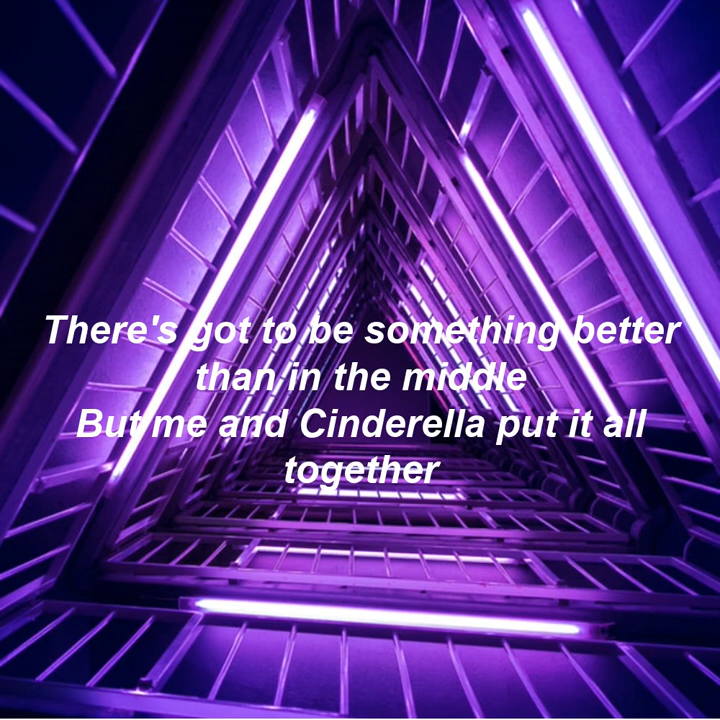 There's got to be something better
than in the middle
But me and Cinderella put it all
together